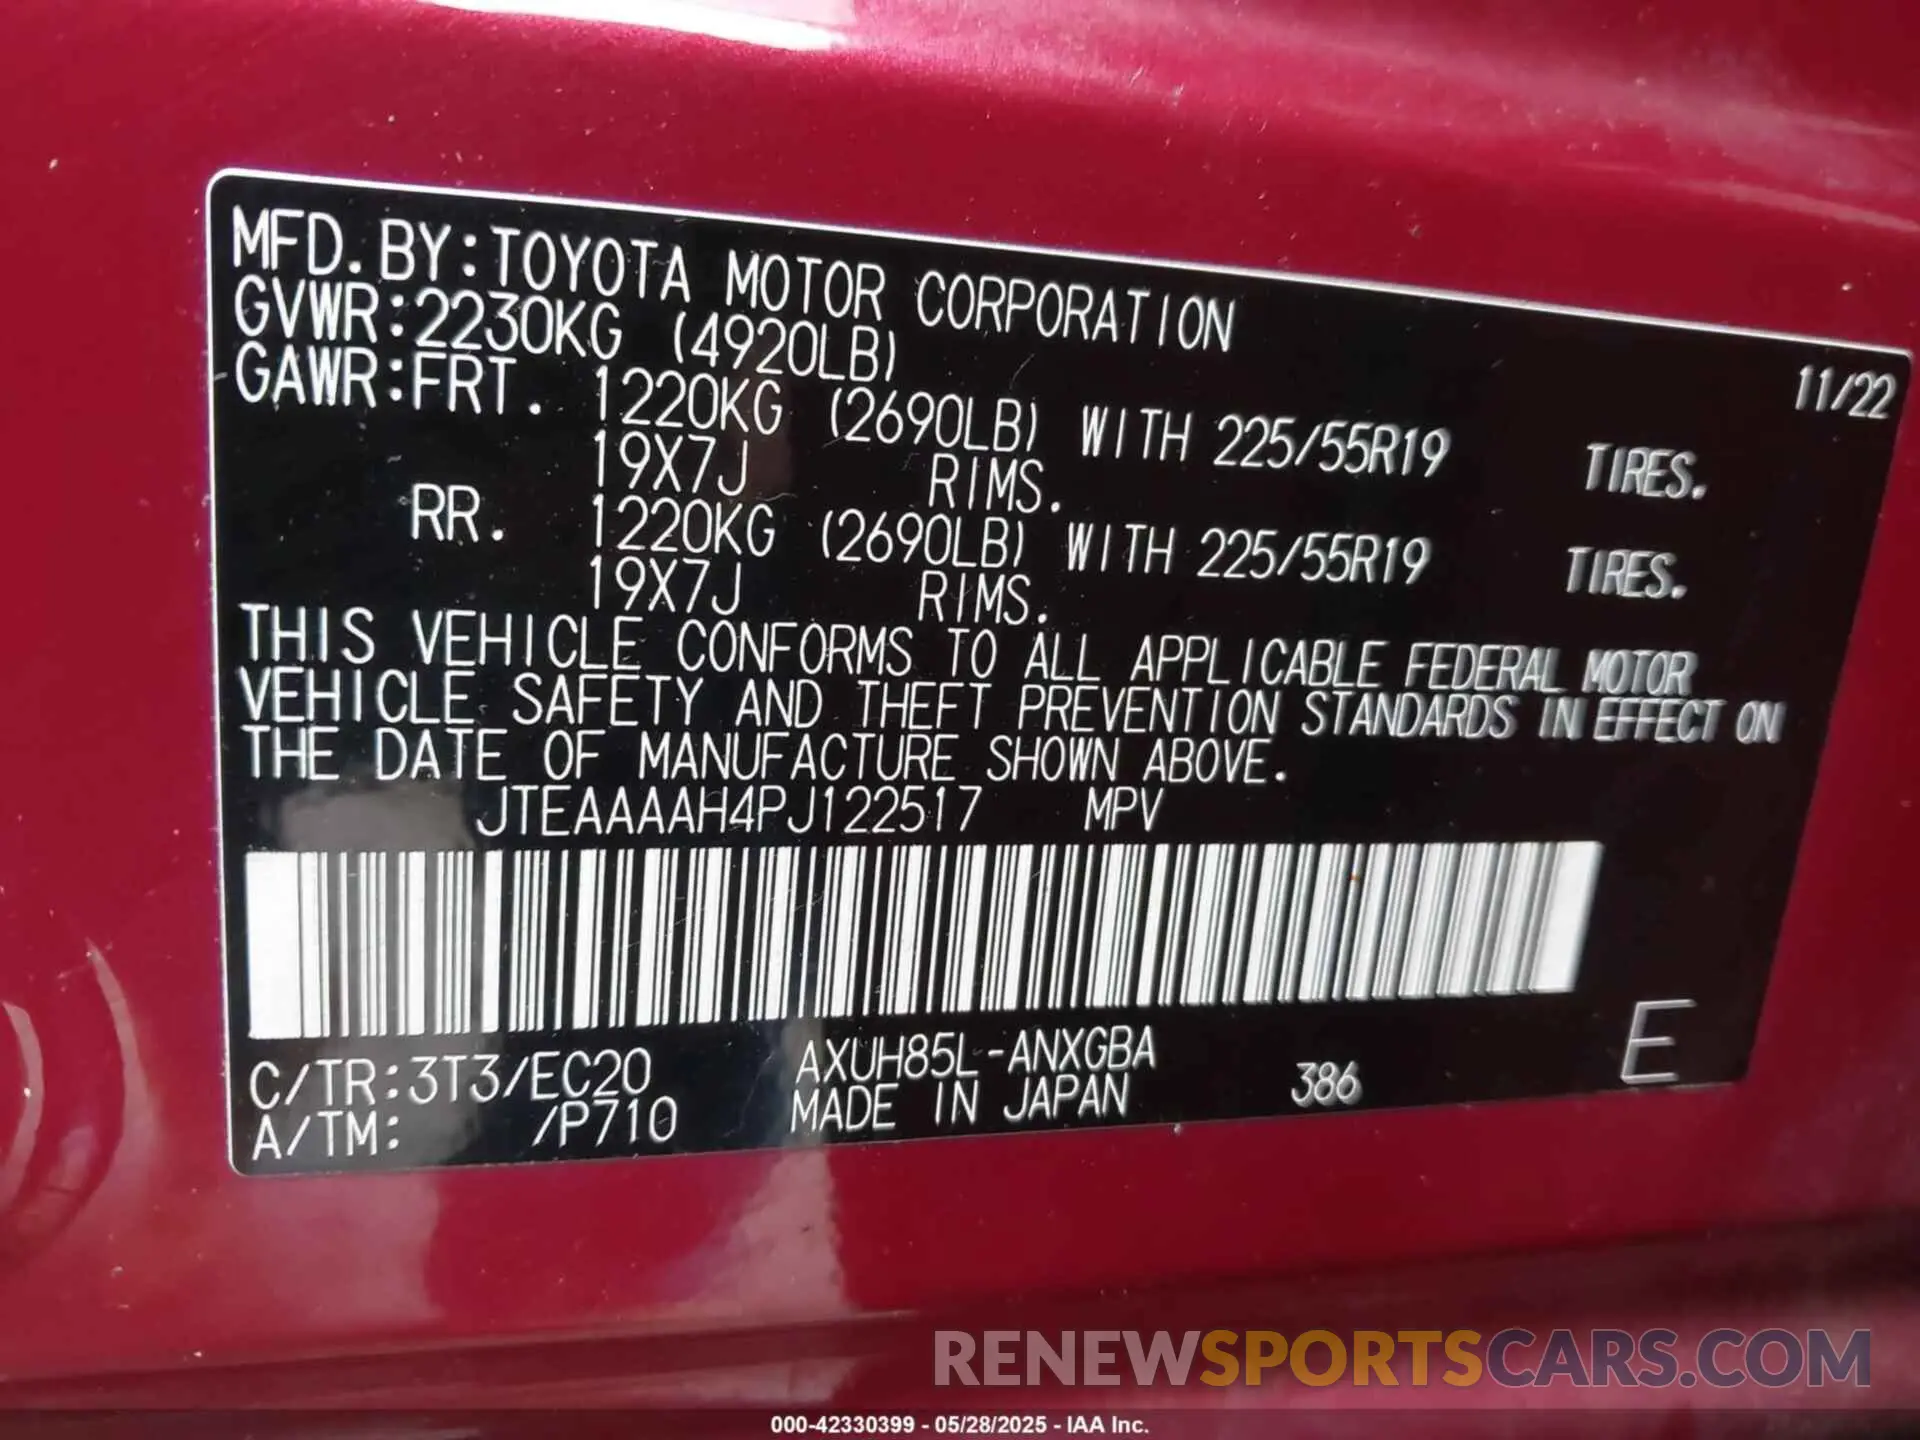 MFD. BY:TOYOTA MOTOR CORPORATION 11/22
GVWR:2230KG (4920LB)
GAWR:FRT. 1220KG (2690LB) WITH 225/55R19 TIRES.
19X7J RIMS.
RR. 1220KG (2690LB) WITH 225/55R19 TIRES.
19X7J RIMS.
THIS VEHICLE CONFORMS TO ALL APPLICABLE FEDERAL MOTOR
VEHICLE SAFETY AND THEFT PREVENTION STANDARDS IN EFFECT ON
THE DATE OF MANUFACTURE SHOWN ABOVE.
JTEAAAAH4PJ122517 MPV
C/TR:3T3/EC20 AXUH85L-ANXGBA 386 E
A/TM: /P710 MADE IN JAPAN
RENEWSPORTSCARS.COM
000-42330399 - 05/28/2025 - IAA Inc.